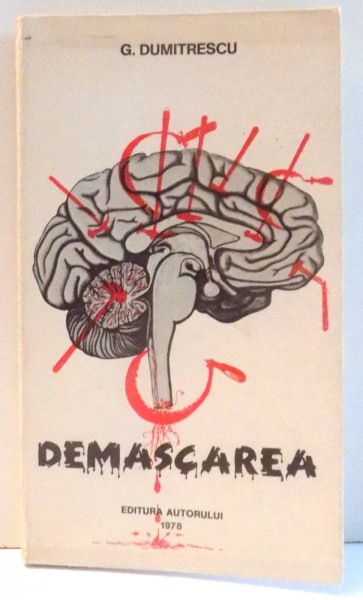 G. DUMITRESCU
DEMASCAREA
EDITURA AUTORULUI
1978